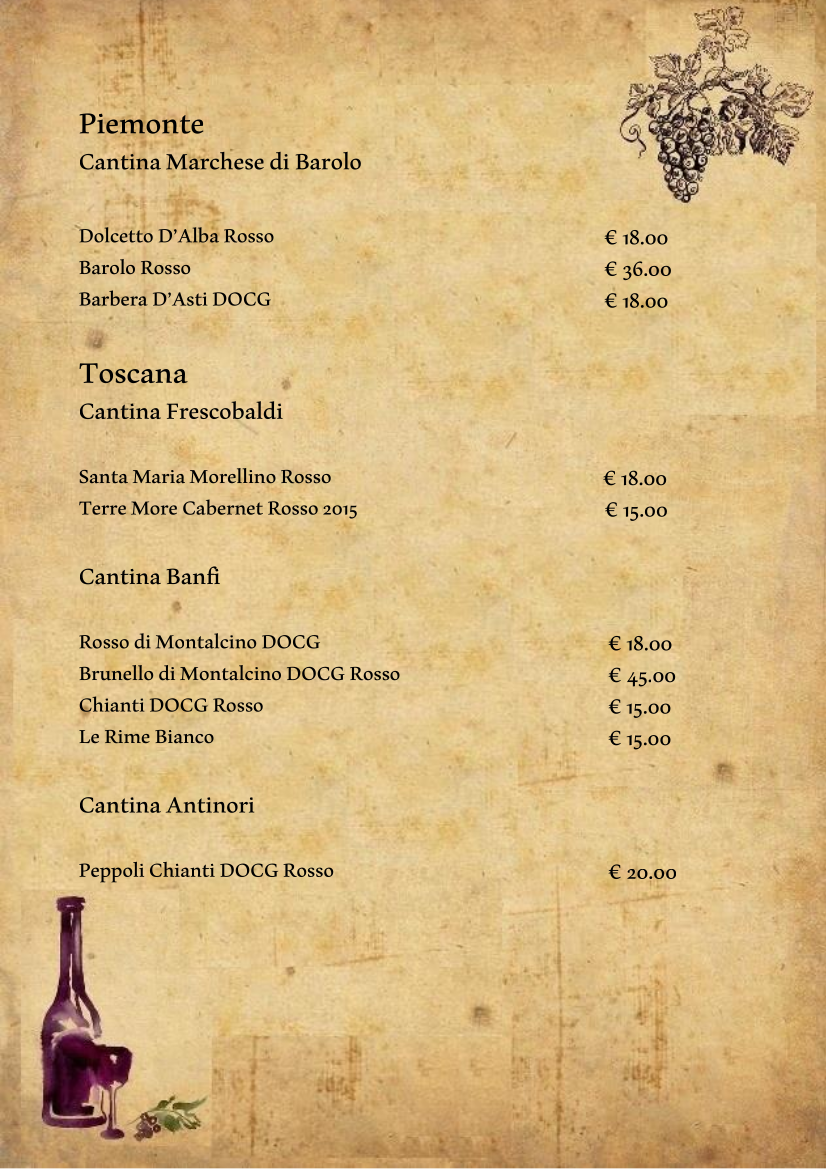 Piemonte
Cantina Marchese di Barolo
Dolcetto D’Alba Rosso € 18.00
Barolo Rosso € 36.00
Barbera D’Asti DOCG € 18.00
Toscana
Cantina Frescobaldi
Santa Maria Morellino Rosso € 18.00
Terre More Cabernet Rosso 2015 € 15.00
Cantina Banfi
Rosso di Montalcino DOCG € 18.00
Brunello di Montalcino DOCG Rosso € 45.00
Chianti DOCG Rosso € 15.00
Le Rime Bianco € 15.00
Cantina Antinori
Peppoli Chianti DOCG Rosso € 20.00